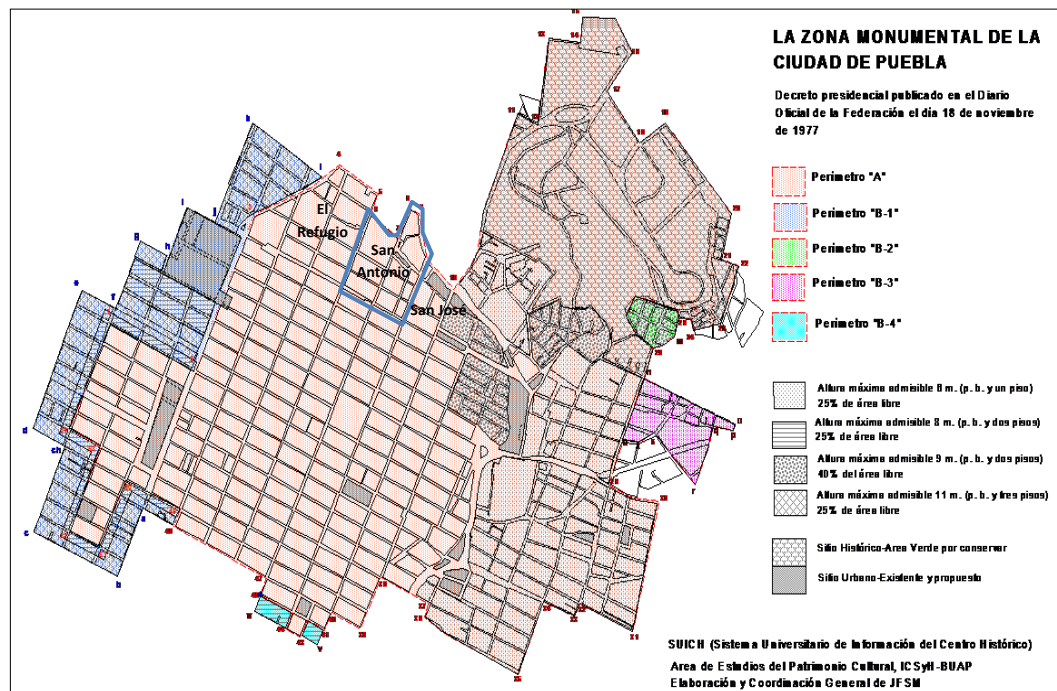 LA ZONA MONUMENTAL DE LA
CIUDAD DE PUEBLA
Decreto presidencial publicado en el Diario
Oficial de la Federación el día 18 de noviembre
de 1977
Perímetro "A"
Perímetro "B-1"
Perímetro "B-2"
Perímetro "B-3"
Perímetro "B-4"
Altura máxima admisible 6 m. (p. b. y un piso)
25% de área libre
Altura máxima admisible 8 m. (p. b. y dos pisos)
25% de área libre
Altura máxima admisible 9 m. (p. b. y dos pisos)
40% del área libre
Altura máxima admisible 11 m. (p. b. y tres pisos)
25% de área libre
Sitio Histórico-Area Verde por conservar
Sitio Urbano-Existente y propuesto
SUICH (Sistema Universitario de Información del Centro Histórico)
Area de Estudios del Patrimonio Cultural, ICSyH-BUAP
Elaboración y Coordinación General de JFSM
El
Refugio
San
Antonio
San José
k
l
4
5
i
j
g
h
e
f
d
ch
c
b
a